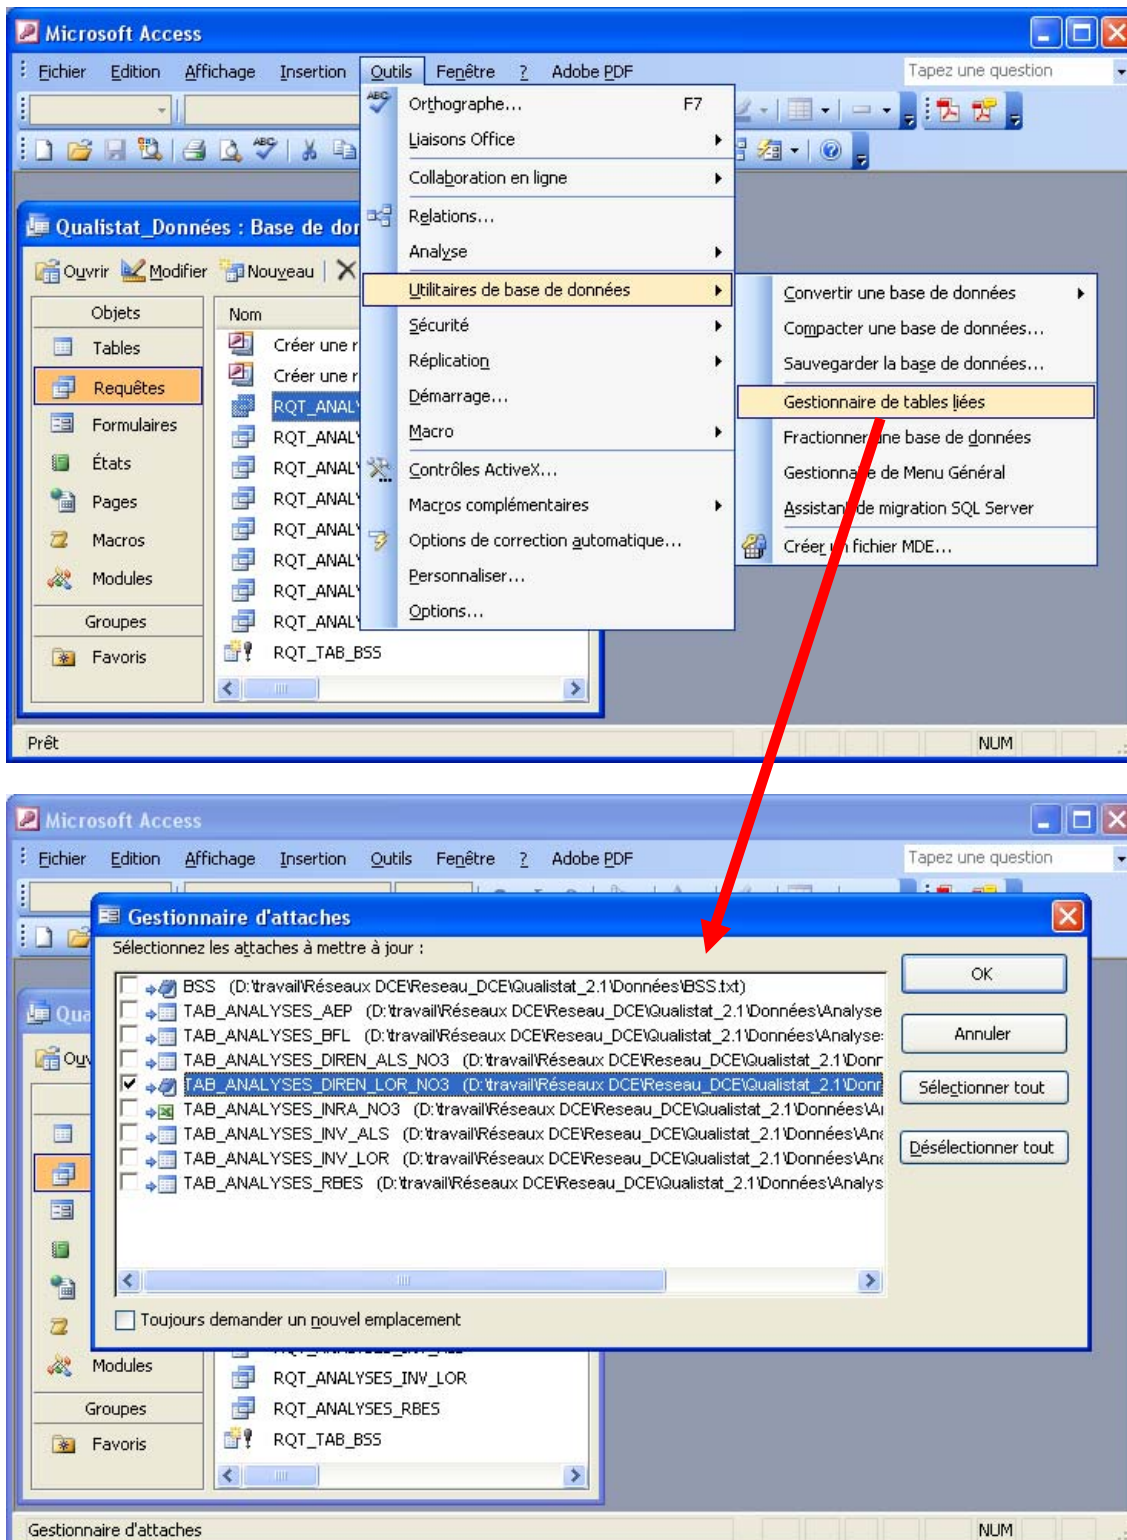 Microsoft Access
Fichier Edition Affichage Insertion Outils Fenêtre ? Adobe PDF Tapez une question
Orthographe... F7
Liaisons Office
Collaboration en ligne
Relations...
Analyse
Utilitaires de base de données
Sécurité
Réplication
Démarrage...
Macro
Contrôles ActiveX...
Macros complémentaires
Options de correction automatique...
Personnaliser...
Options...
Convertir une base de données
Compacter une base de données...
Sauvegarder la base de données...
Gestionnaire de tables liées
Fractionner une base de données
Gestionnaire de Menu Général
Assistant de migration SQL Server
Créer un fichier MDE...
Qualistat_Données : Base de don
Ouvrir Modifier Nouveau
Objets
Tables
Requêtes
Formulaires
États
Pages
Macros
Modules
Groupes
Favoris
Nom
Créer une r
Créer une r
RQT_ANALY
RQT_ANALY
RQT_ANALY
RQT_ANALY
RQT_ANALY
RQT_ANALY
RQT_ANALY
RQT_ANALY
RQT_TAB_BSS
Prêt NUM
Microsoft Access
Fichier Edition Affichage Insertion Outils Fenêtre ? Adobe PDF Tapez une question
Gestionnaire d'attaches
Sélectionnez les attaches à mettre à jour :
BSS (D:\travail\Réseaux DCE\Reseau_DCE\Qualistat_2.1\Données\BSS.txt)
TAB_ANALYSES_AEP (D:\travail\Réseaux DCE\Reseau_DCE\Qualistat_2.1\Données\Analyse
TAB_ANALYSES_BFL (D:\travail\Réseaux DCE\Reseau_DCE\Qualistat_2.1\Données\Analyse
TAB_ANALYSES_DIREN_ALS_NO3 (D:\travail\Réseaux DCE\Reseau_DCE\Qualistat_2.1\Donn
TAB_ANALYSES_DIREN_LOR_NO3 (D:\travail\Réseaux DCE\Reseau_DCE\Qualistat_2.1\Donn
TAB_ANALYSES_INRA_NO3 (D:\travail\Réseaux DCE\Reseau_DCE\Qualistat_2.1\Données\A
TAB_ANALYSES_INV_ALS (D:\travail\Réseaux DCE\Reseau_DCE\Qualistat_2.1\Données\Ana
TAB_ANALYSES_INV_LOR (D:\travail\Réseaux DCE\Reseau_DCE\Qualistat_2.1\Données\Ana
TAB_ANALYSES_RBES (D:\travail\Réseaux DCE\Reseau_DCE\Qualistat_2.1\Données\Analys
OK
Annuler
Sélectionner tout
Désélectionner tout
Toujours demander un nouvel emplacement
Qua
Ouv
Modules
Groupes
Favoris
RQT_ANALYSES_INV_LOR
RQT_ANALYSES_RBES
RQT_TAB_BSS
Gestionnaire d'attaches NUM